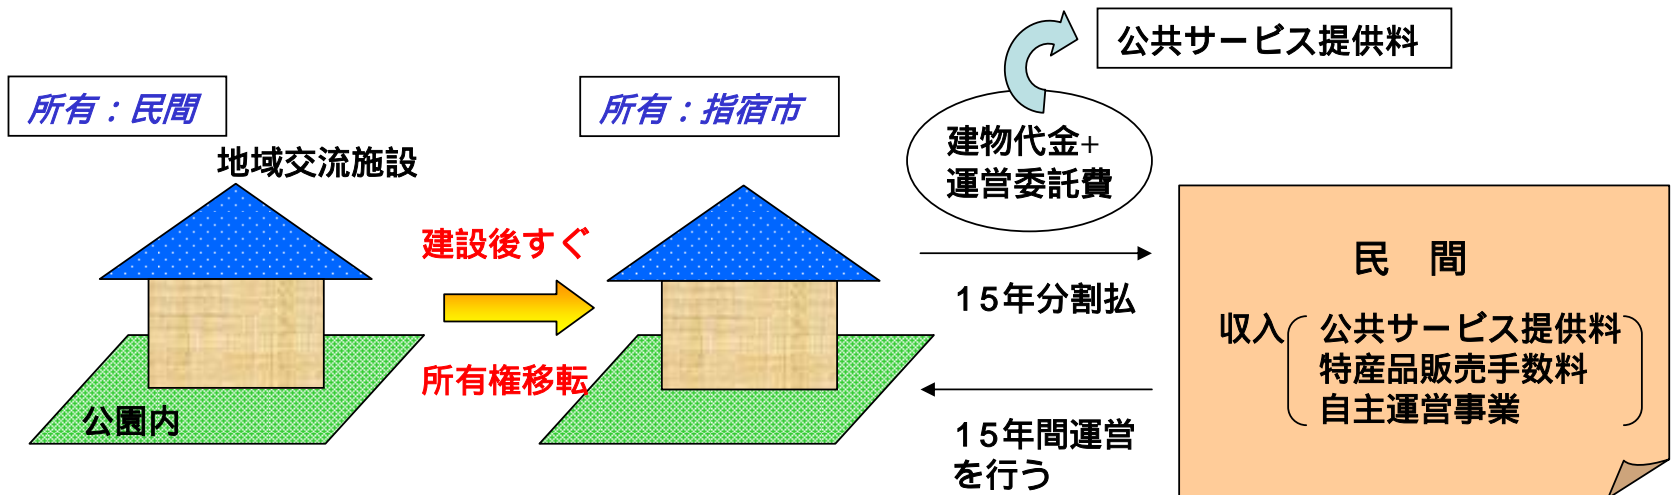 公共サービス提供料
所有：民間
所有：指宿市
建物代金+
運営委託費
地域交流施設
建設後すぐ
所有権移転
公園内
15年分割払
15年間運営
を行う
民　間
収入
公共サービス提供料
特産品販売手数料
自主運営事業